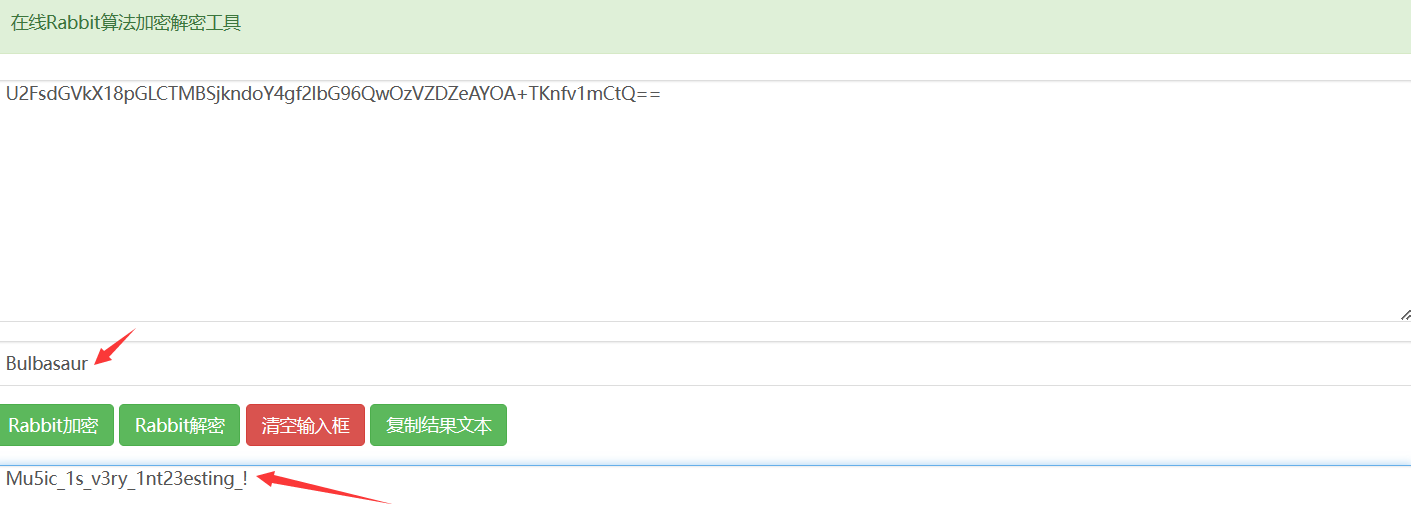 在线Rabbit算法加密解密工具
U2FsdGVkX18pGLCTMBSjkndoY4gf2IbG96QwOzVZDZeAYOA+TKnfv1mCtQ==
Bulbasaur
Rabbit加密 Rabbit解密 清空输入框 复制结果文本
Mu5ic_1s_v3ry_1nt23esting_!